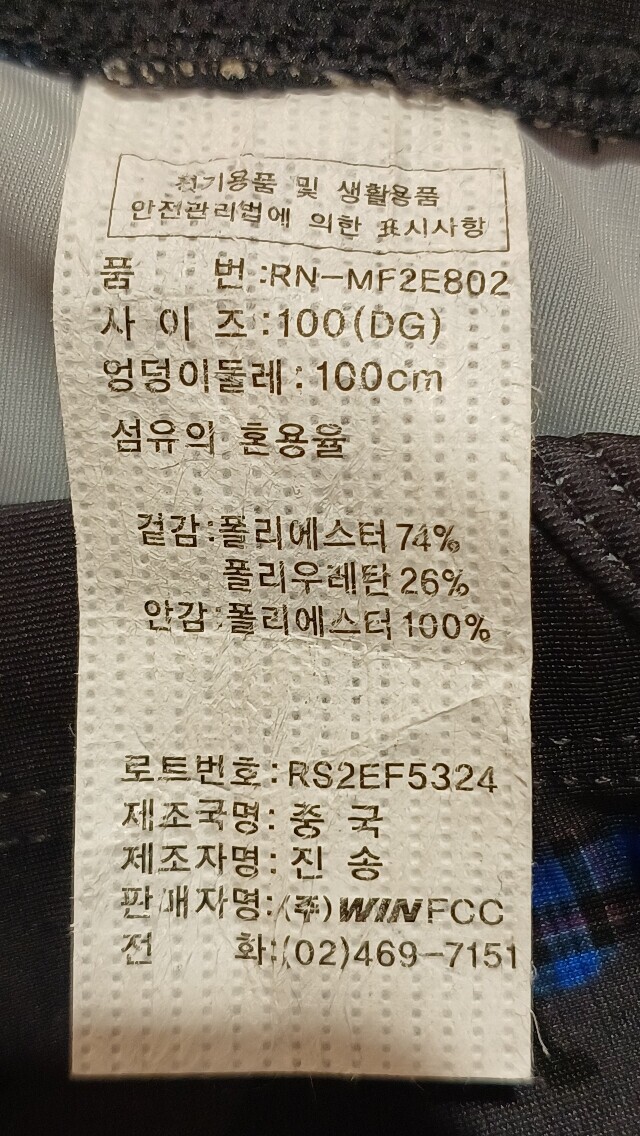 전기용품 및 생활용품
안전관리법에 의한 표시사항
품 번:RN-MF2E802
사 이 즈:100(DG)
엉덩이둘레:100cm
섬유의 혼용율
겉감:폴리에스터 74%
폴리우레탄 26%
안감:폴리에스터 100%
로트번호:RS2EF5324
제조국명:중 국
제조자명:진 송
판매자명:(주)WINFCC
전 화:(02)469-7151